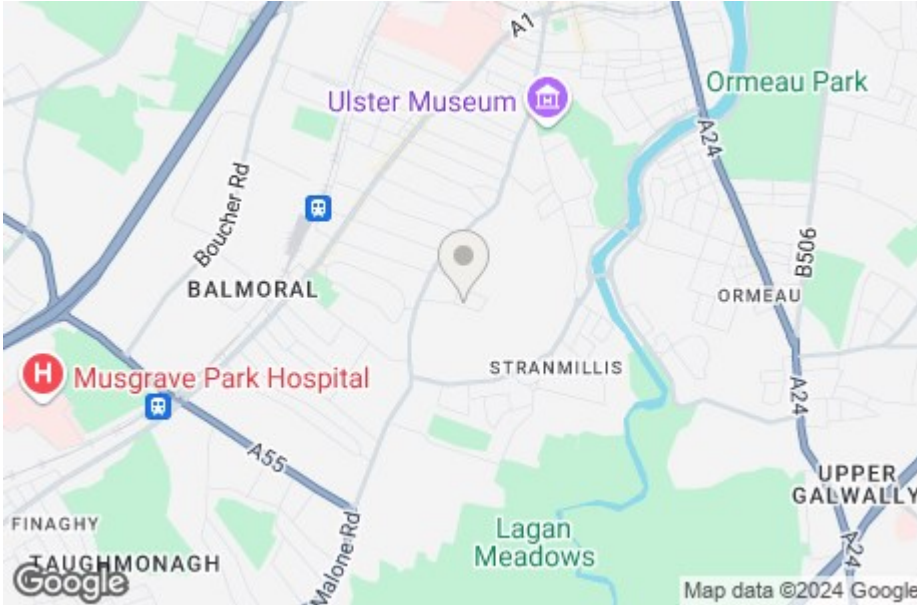 A1
Ulster Museum
Ormeau Park
A24
Boucher Rd
B506
BALMORAL
ORMEAU
STRANMILLIS
H
Musgrave Park Hospital
A24
A55
UPPER
GALWALLY
FINAGHY
Lagan
Meadows
TAUGHMONAGH
Malone Rd
A24
Google
Map data ©2024 Google